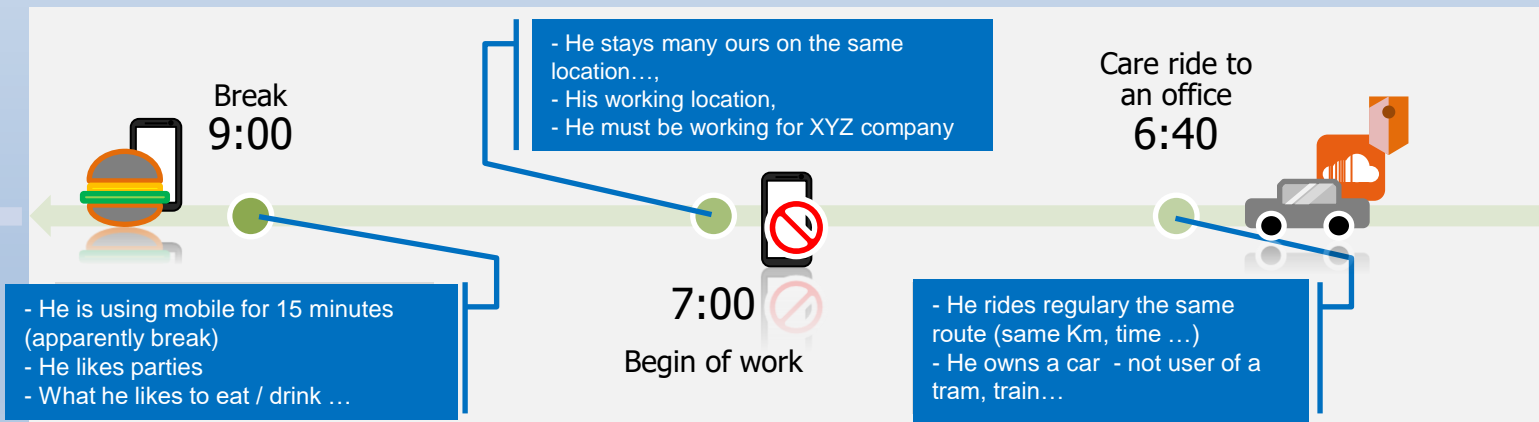 Break
9:00
- He stays many ours on the same
location…,
- His working location,
- He must be working for XYZ company
Care ride to
an office
6:40
- He is using mobile for 15 minutes
(apparently break)
- He likes parties
- What he likes to eat / drink …
7:00
Begin of work
- He rides regulary the same
route (same Km, time …)
- He owns a car  - not user of a
tram, train…